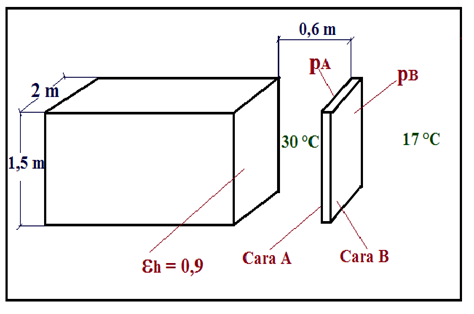 0,6 m
pA
pB
2 m
30 °C
17 °C
1,5 m
εh = 0,9
Cara A
Cara B